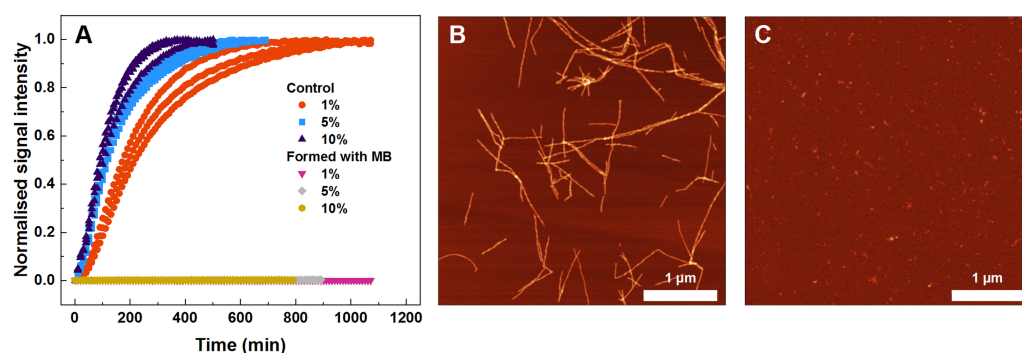 A
Normalised signal intensity
1.0
0.8
0.6
0.4
0.2
0.0
Control
1%
5%
10%
Formed with MB
1%
5%
10%
0 200 400 600 800 1000 1200
Time (min)
B
1 µm
C
1 µm